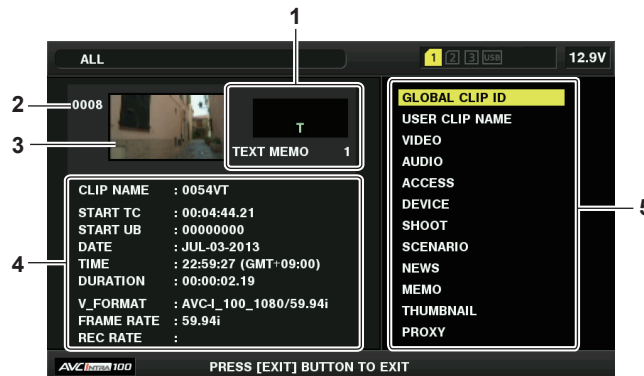 1
ALL
1 2 3 USB
12.9V
2
0008
3
T
TEXT MEMO 1
4
CLIP NAME : 0054VT
START TC : 00:04:44.21
START UB : 00000000
DATE : JUL-03-2013
TIME : 22:59:27 (GMT+09:00)
DURATION : 00:00:02.19
V_FORMAT : AVC-I_100_1080/59.94i
FRAME RATE : 59.94i
REC RATE :
GLOBAL CLIP ID
USER CLIP NAME
VIDEO
AUDIO
ACCESS
DEVICE
SHOOT
SCENARIO
NEWS
MEMO
THUMBNAIL
PROXY
5
AVC INTRA 100
PRESS [EXIT] BUTTON TO EXIT